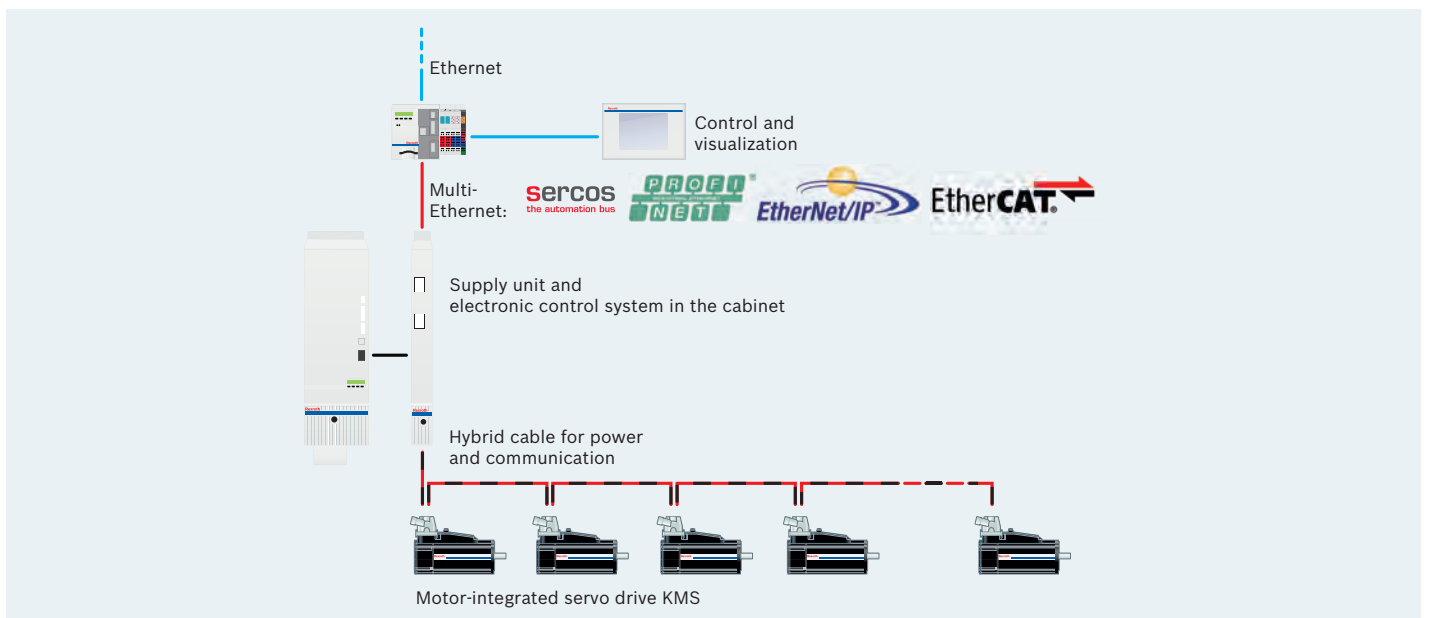 Ethernet
Control and
visualization
Multi-
Ethernet:
sercos
the automation bus
PROFI
NET
EtherNet/IP
EtherCAT®
Supply unit and
electronic control system in the cabinet
Hybrid cable for power
and communication
Motor-integrated servo drive KMS